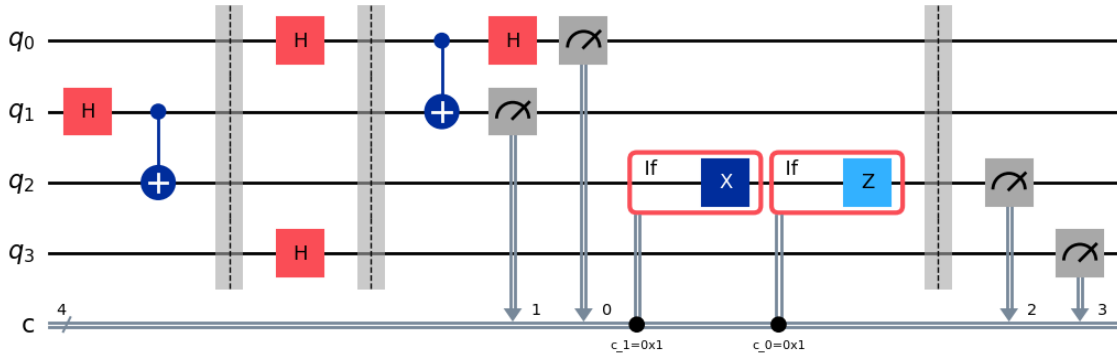 q0 H H
q1 H
q2 If X If Z
q3 H
c 4 1 0 2 3
c_1=0x1 c_0=0x1